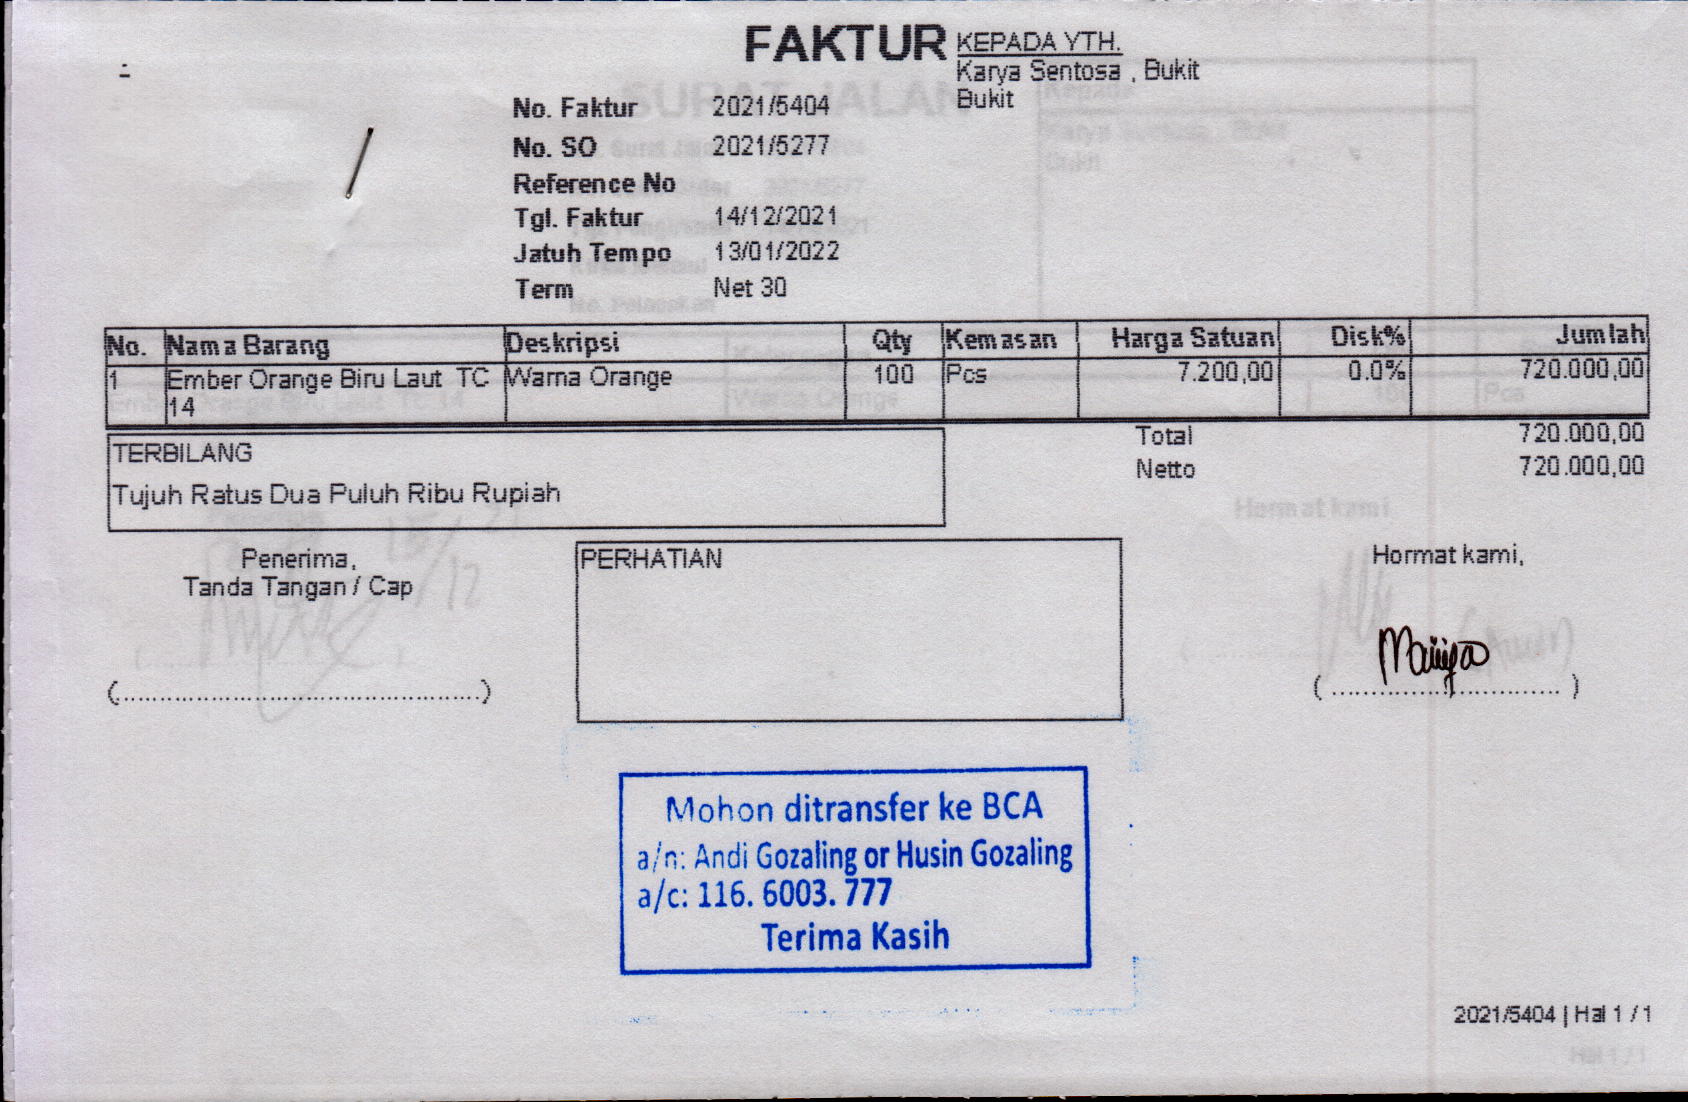 FAKTUR
KEPADA YTH.
Karya Sentosa , Bukit
Bukit
No. Faktur 2021/5404
No. SO 2021/5277
Reference No
Tgl. Faktur 14/12/2021
Jatuh Tempo 13/01/2022
Term Net 30
No. Nama Barang Deskripsi Qty Kemasan Harga Satuan Disk% Jumlah
1 Ember Orange Biru Laut TC Warna Orange 100 Pcs 7.200,00 0.0% 720.000,00
14
Total 720.000,00
Netto 720.000,00
TERBILANG
Tujuh Ratus Dua Puluh Ribu Rupiah
Penerima,
Tanda Tangan / Cap
(................................................)
PERHATIAN
Hormat kami,
( .............................. )
Mohon ditransfer ke BCA
a/n: Andi Gozaling or Husin Gozaling
a/c: 116. 6003. 777
Terima Kasih
2021/5404 | Hal 1 / 1